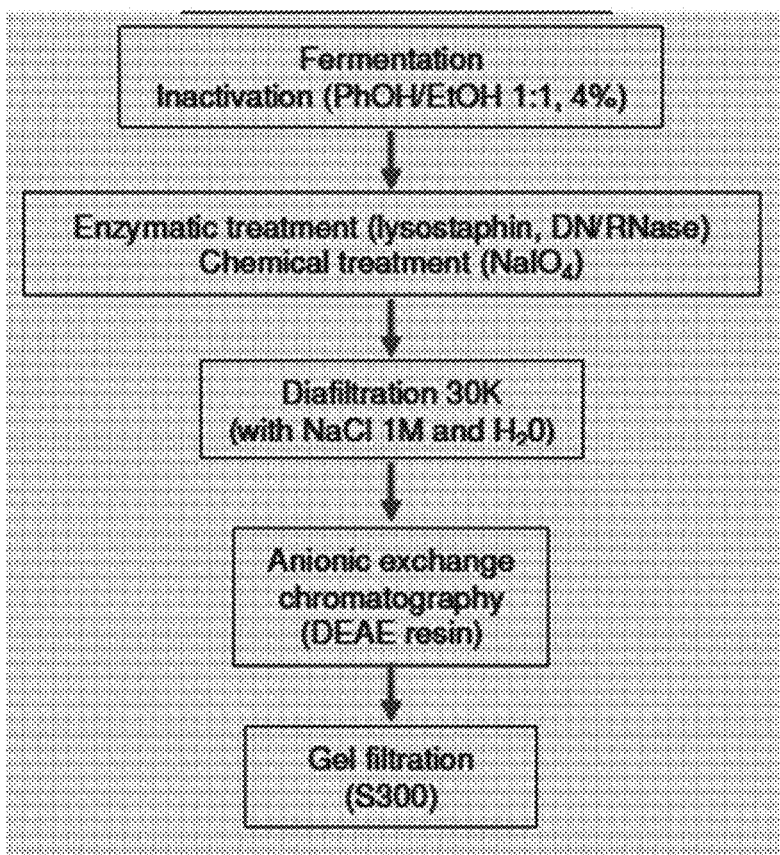 Fermentation
Inactivation (PhOH/EtOH 1:1, 4%)
Enzymatic treatment (lysostaphin, DN/RNase)
Chemical treatment (NaIO₄)
Diafiltration 30K
(with NaCl 1M and H₂0)
Anionic exchange
chromatography
(DEAE resin)
Gel filtration
(S300)